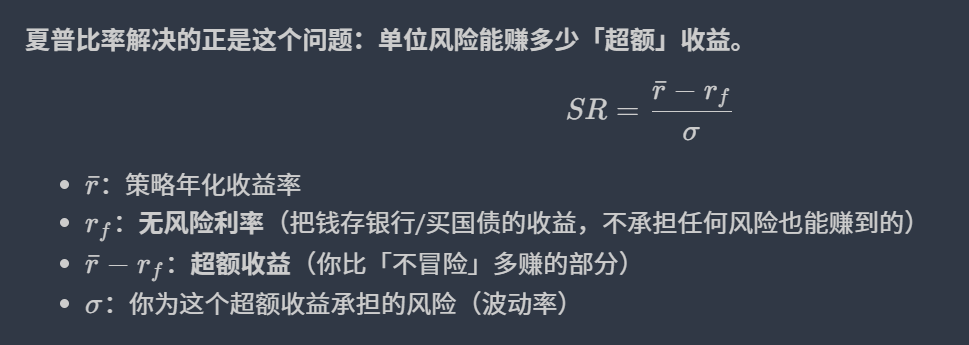 夏普比率解决的正是这个问题：单位风险能赚多少「超额」收益。
SR = \frac{\bar{r} - r_f}{\sigma}
• r̄：策略年化收益率
• r_f：无风险利率（把钱存银行/买国债的收益，不承担任何风险也能赚到的）
• r̄ − r_f：超额收益（你比「不冒险」多赚的部分）
• σ：你为这个超额收益承担的风险（波动率）